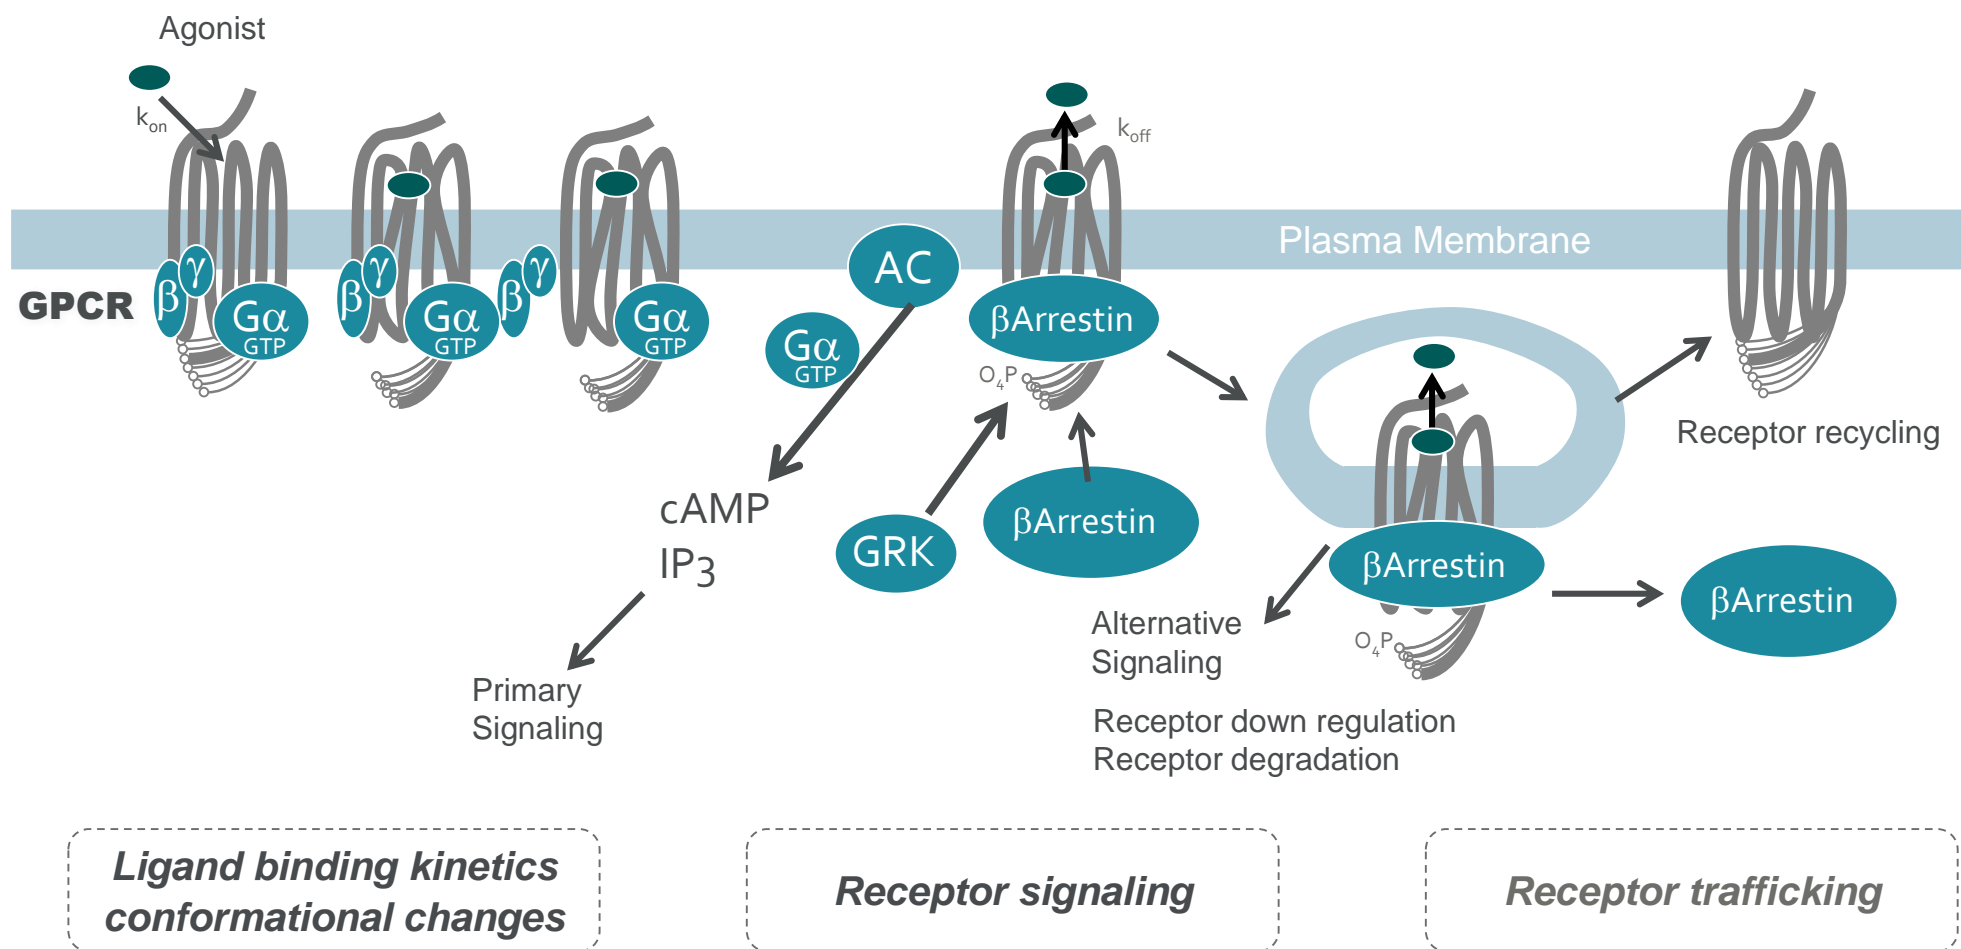 Agonist
kon
koff
Plasma Membrane
GPCR
β
γ
Gα
GTP
β
γ
Gα
GTP
β
γ
Gα
GTP
AC
Gα
GTP
βArrestin
O4P
cAMP
IP3
GRK
βArrestin
Primary
Signaling
βArrestin
O4P
Alternative
Signaling
Receptor down regulation
Receptor degradation
βArrestin
Receptor recycling
Ligand binding kinetics
conformational changes
Receptor signaling
Receptor trafficking